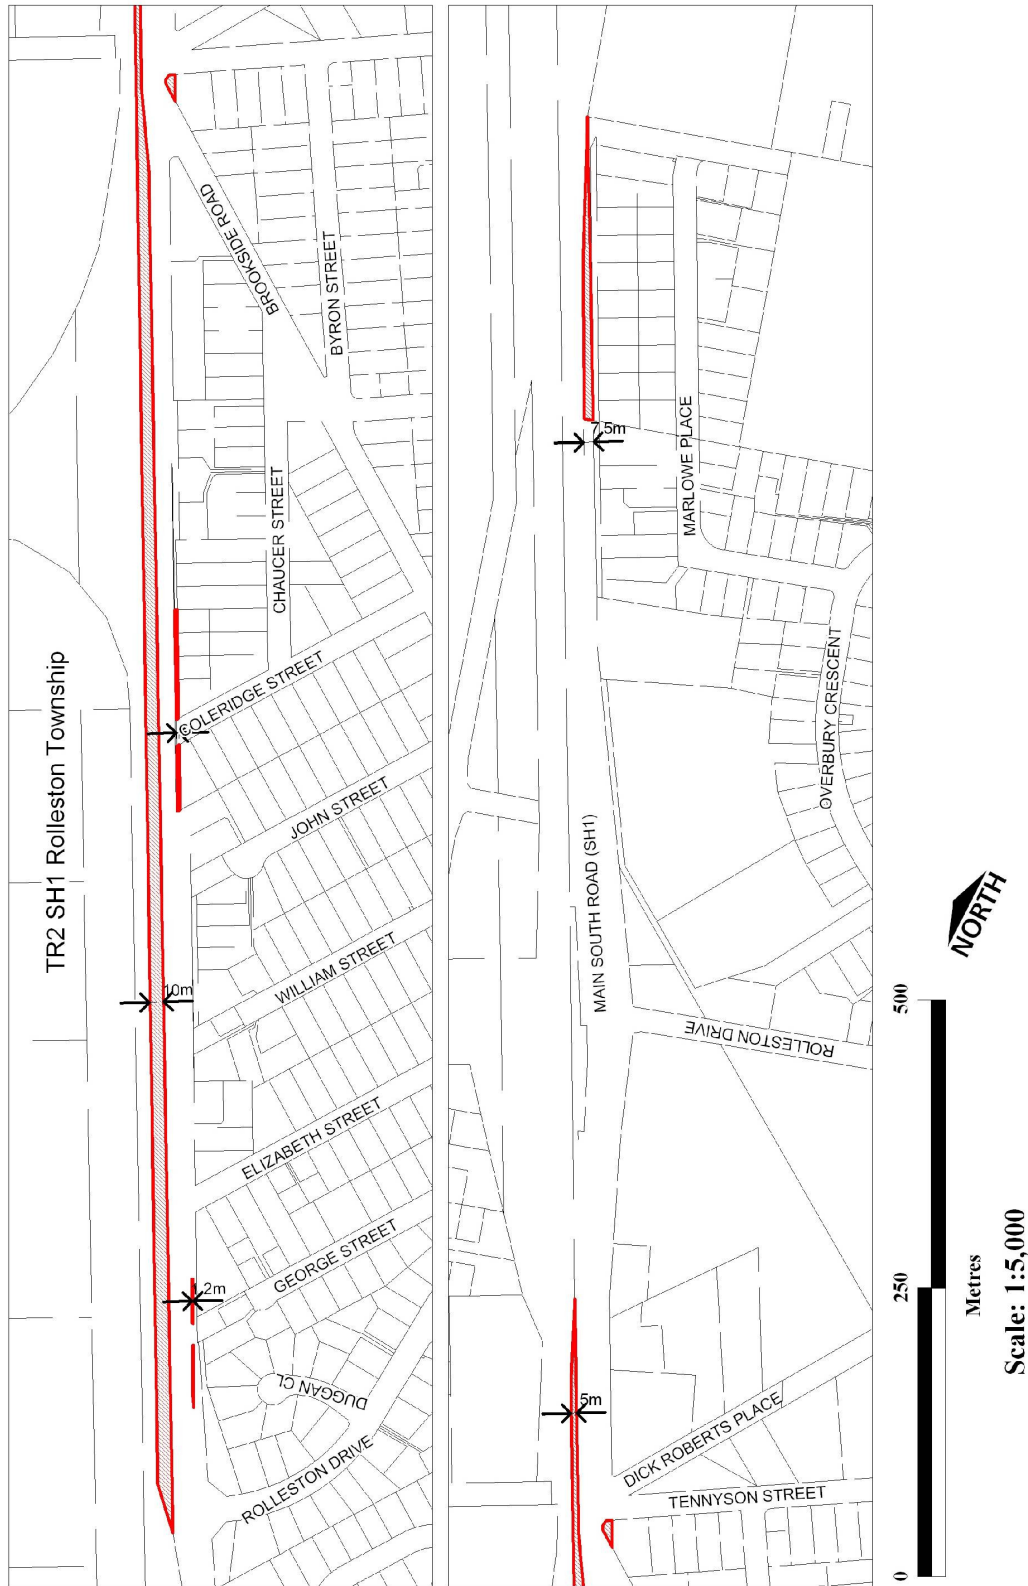 TR2 SH1 Rolleston Township
BROOKSIDE ROAD
BYRON STREET
CHAUCER STREET
COLERIDGE STREET
JOHN STREET
10m
WILLIAM STREET
ELIZABETH STREET
2m
GEORGE STREET
DUGGAN CL
ROLLESTON DRIVE
7.5m
MARLOWE PLACE
OVERBURY CRESCENT
MAIN SOUTH ROAD (SH1)
ROLLESTON DRIVE
5m
DICK ROBERTS PLACE
TENNYSON STREET
NORTH
0
250
500
Metres
Scale: 1:5,000